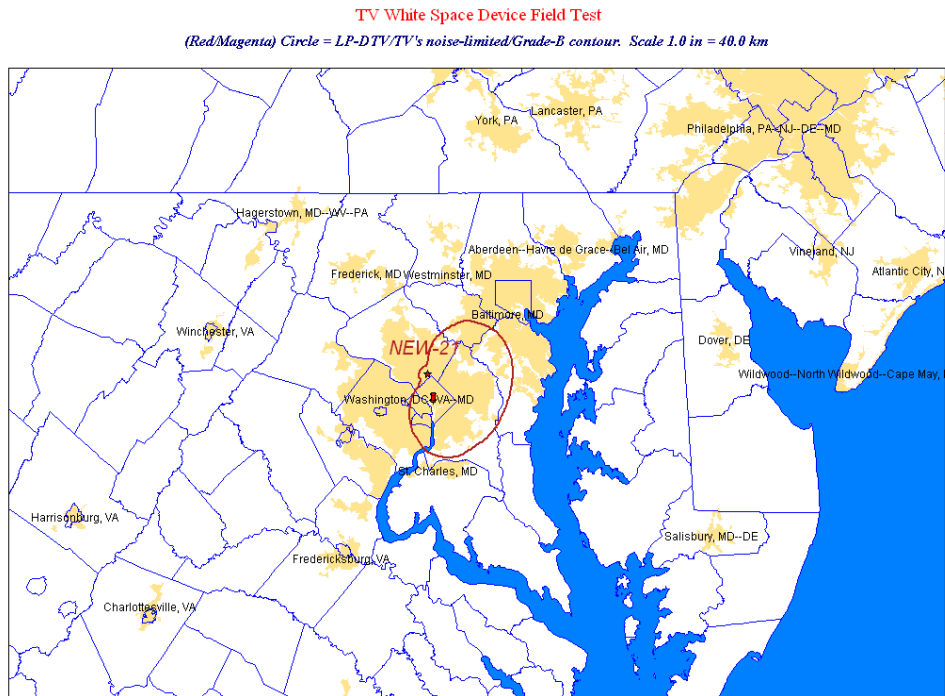 TV White Space Device Field Test
(Red/Magenta) Circle = LP-DTV/TV's noise-limited/Grade-B contour. Scale 1.0 in = 40.0 km
Lancaster, PA
York, PA
Philadelphia, PA--NJ--DE--MD
Hagerstown, MD--WV--PA
Aberdeen--Havre de Grace--Bel Air, MD
Vineland, NJ
Frederick, MD
Westminster, MD
Atlantic City, N
Baltimore, MD
Winchester, VA
NEW-21
Dover, DE
Wildwood--North Wildwood--Cape May,
Washington, DC--VA--MD
St. Charles, MD
Harrisonburg, VA
Salisbury, MD--DE
Fredericksburg, VA
Charlottesville, VA